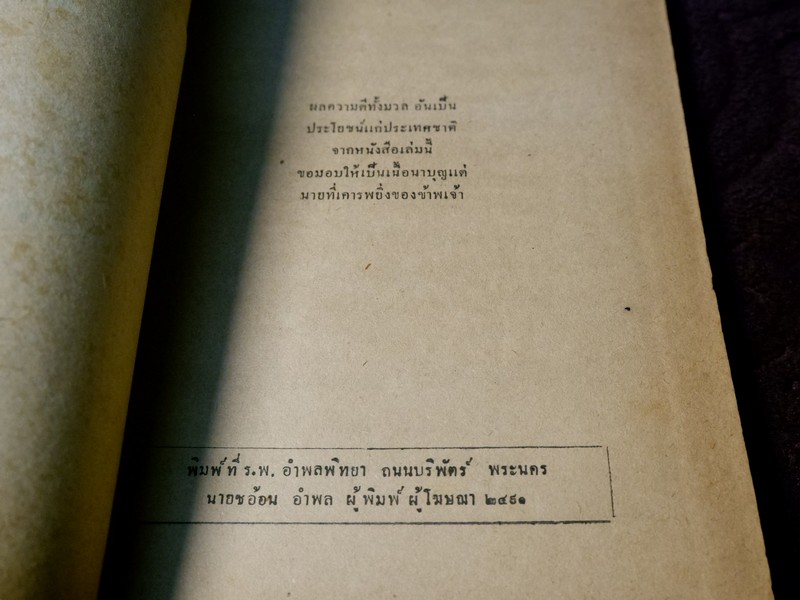 ผลความดีทั้งมวล อันเป็น
ประโยชน์แก่ประเทศชาติ
จากหนังสือเล่มนี้
ขอมอบให้เป็นเนื้อนาบุญแด่
นายที่เคารพยิ่งของข้าพเจ้า
พิมพ์ที่ ร.พ. อำพลพิทยา ถนนบริพัตร์ พระนคร
นายชอ้อน อำพล ผู้พิมพ์ ผู้โฆษณา ๒๔๙๑